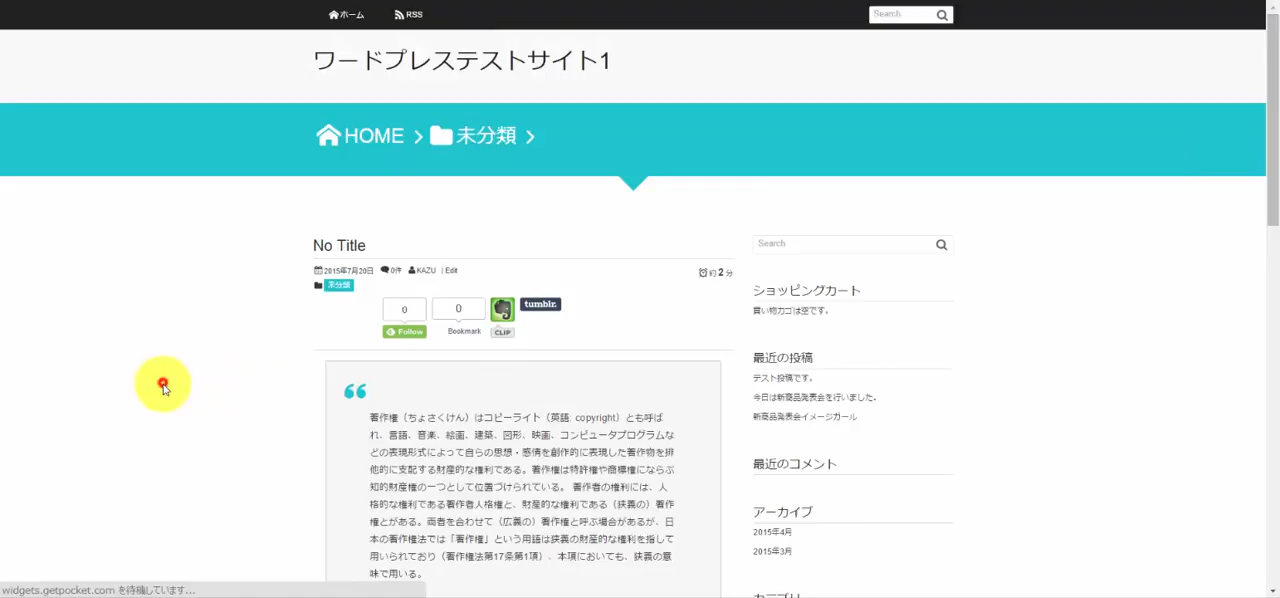 ホーム RSS Search
ワードプレステストサイト1
HOME 未分類
No Title
2015年7月20日 0件 KAZU | Edit 約 2 分
未分類
0 0 tumblr.
Follow Bookmark CLIP
著作権（ちょさくけん）はコピーライト（英語: copyright）とも呼ば
れ、言語、音楽、絵画、建築、図形、映画、コンピュータプログラムな
どの表現形式によって自らの思想・感情を創作的に表現した著作物を排
他的に支配する財産的な権利である。著作権は特許権や商標権にならぶ
知的財産権の一つとして位置づけられている。 著作者の権利には、人
格的な権利である著作者人格権と、財産的な権利である（狭義の）著作
権とがある。両者を合わせて（広義の）著作権と呼ぶ場合があるが、日
本の著作権法では「著作権」という用語は狭義の財産的な権利を指して
用いられており（著作権法第17条第1項）、本項においても、狭義の意
味で用いる。
Search
ショッピングカート
買い物カゴは空です。
最近の投稿
テスト投稿です。
今日は新商品発表会を行いました。
新商品発表会イメージガール
最近のコメント
アーカイブ
2015年4月
2015年3月
カテゴリ
widgets.getpocket.com を待機しています...